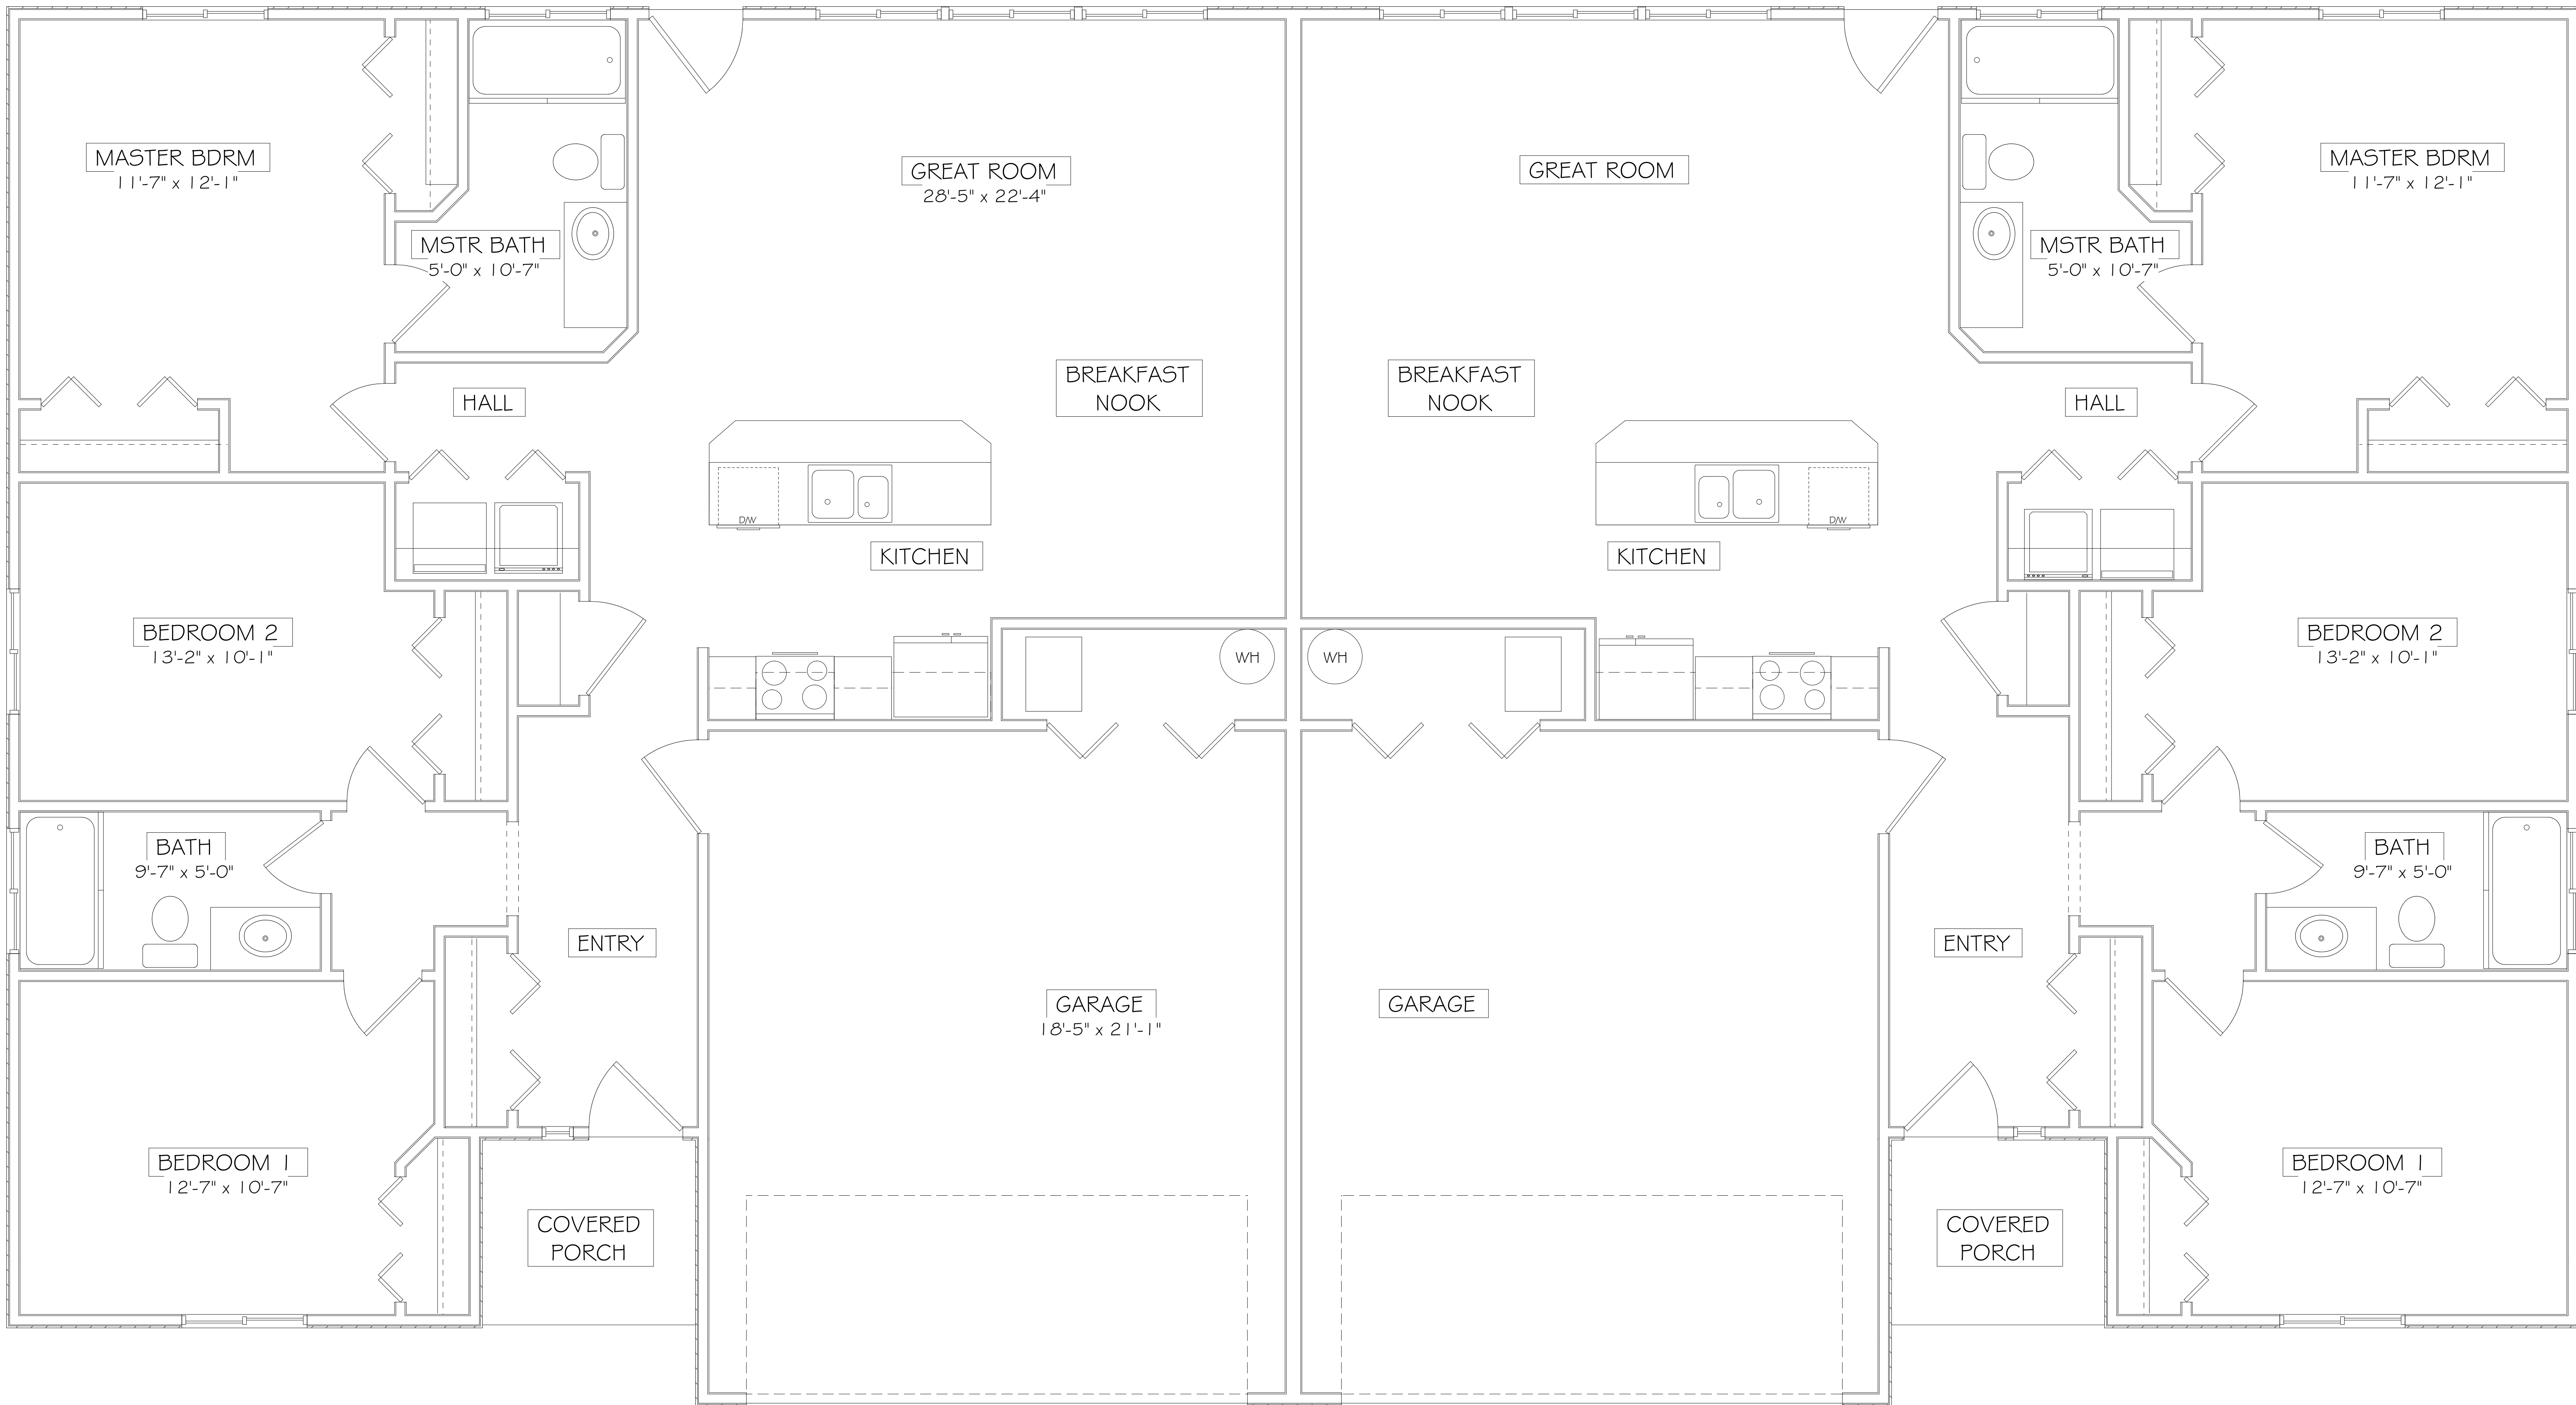 MASTER BDRM
11'-7" x 12'-1"
GREAT ROOM
28'-5" x 22'-4"
GREAT ROOM
MASTER BDRM
11'-7" x 12'-1"
MSTR BATH
5'-0" x 10'-7"
MSTR BATH
5'-0" x 10'-7"
HALL
BREAKFAST
NOOK
BREAKFAST
NOOK
HALL
D/W
D/W
KITCHEN
KITCHEN
BEDROOM 2
13'-2" x 10'-1"
WH
WH
BEDROOM 2
13'-2" x 10'-1"
BATH
9'-7" x 5'-0"
BATH
9'-7" x 5'-0"
ENTRY
ENTRY
GARAGE
18'-5" x 21'-1"
GARAGE
BEDROOM 1
12'-7" x 10'-7"
BEDROOM 1
12'-7" x 10'-7"
COVERED
PORCH
COVERED
PORCH